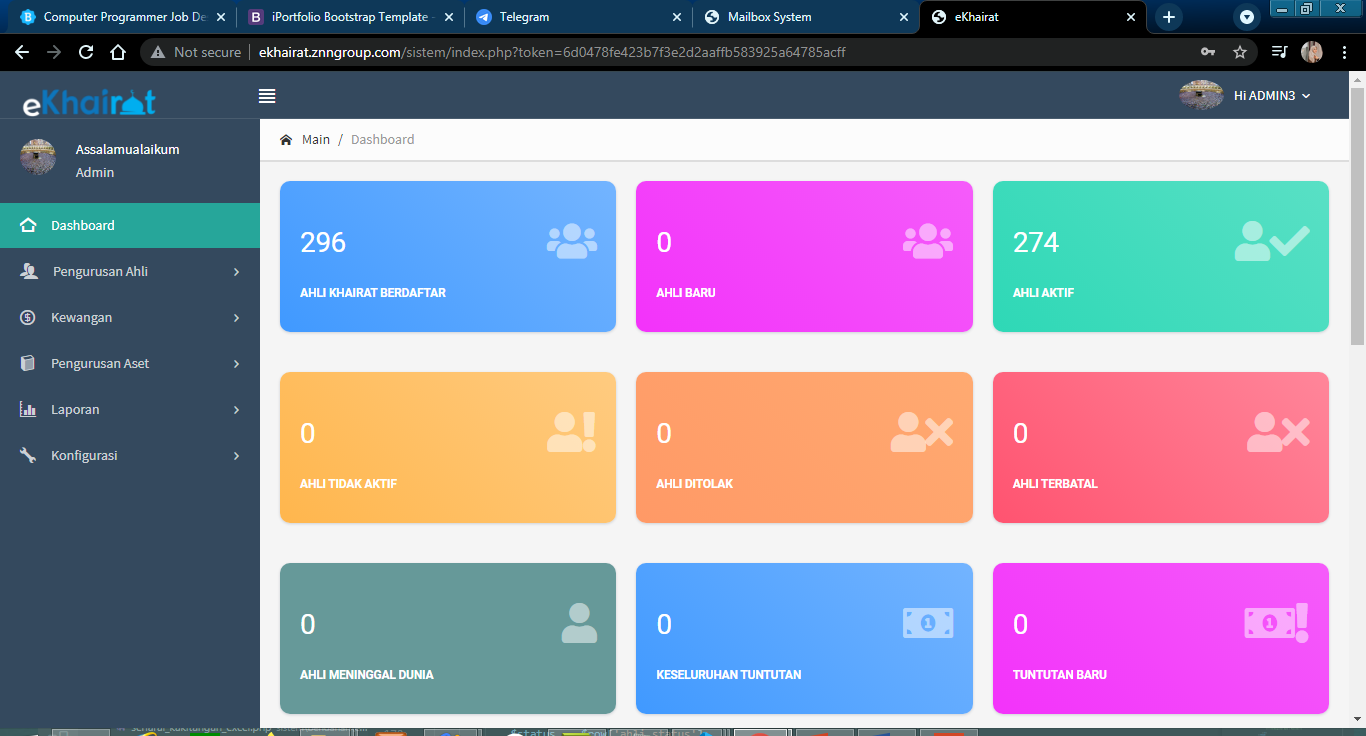 Computer Programmer Job De
iPortfolio Bootstrap Template -
Telegram
Mailbox System
eKhairat
Not secure
ekhairat.znngroup.com/sistem/index.php?token=6d0478fe423b7f3e2d2aaffb583925a64785acff
eKhairat
Hi ADMIN3
Assalamualaikum
Admin
Main / Dashboard
Dashboard
Pengurusan Ahli
Kewangan
Pengurusan Aset
Laporan
Konfigurasi
296
AHLI KHAIRAT BERDAFTAR
0
AHLI BARU
274
AHLI AKTIF
0
AHLI TIDAK AKTIF
0
AHLI DITOLAK
0
AHLI TERBATAL
0
AHLI MENINGGAL DUNIA
0
KESELURUHAN TUNTUTAN
0
TUNTUTAN BARU